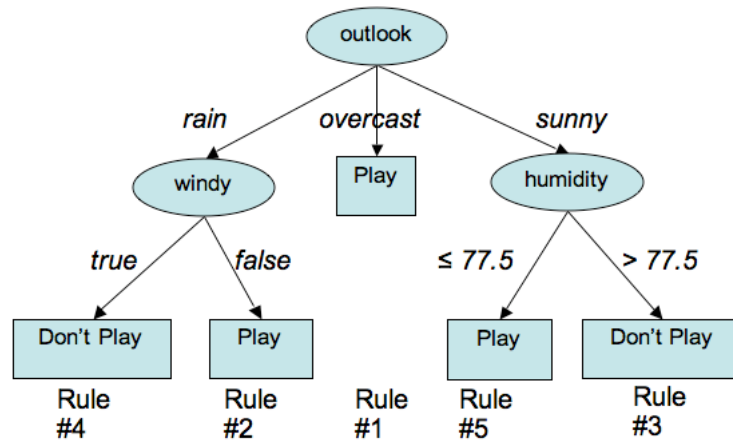 outlook
rain
overcast
sunny
windy
Play
humidity
true
false
≤ 77.5
> 77.5
Don't Play
Play
Play
Don't Play
Rule
#4
Rule
#2
Rule
#1
Rule
#5
Rule
#3